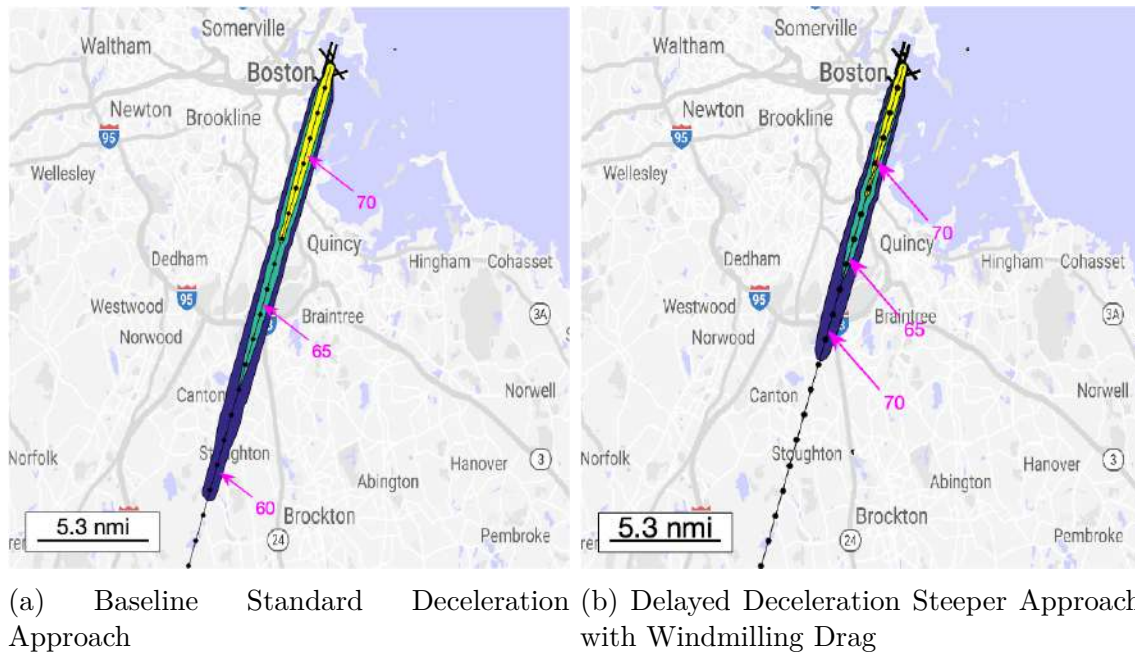 Somerville
Waltham
Boston
Newton
Brookline
95
Wellesley
70
Quincy
Dedham
Hingham
Cohasset
95
Westwood
Braintree
3A
Norwood
65
Canton
Norwell
Stoughton
Norfolk
Hanover
3
Abington
60
5.3 nmi
Brockton
24
Pembroke
Somerville
Waltham
Boston
Newton
Brookline
95
Wellesley
70
Quincy
Dedham
Hingham
Cohasset
95
Westwood
Braintree
3A
65
Norwood
Canton
70
Norwell
Stoughton
Norfolk
Hanover
3
Abington
5.3 nmi
Brockton
24
Pembroke
(a) Baseline Standard Deceleration
Approach
(b) Delayed Deceleration Steeper Approach
with Windmilling Drag